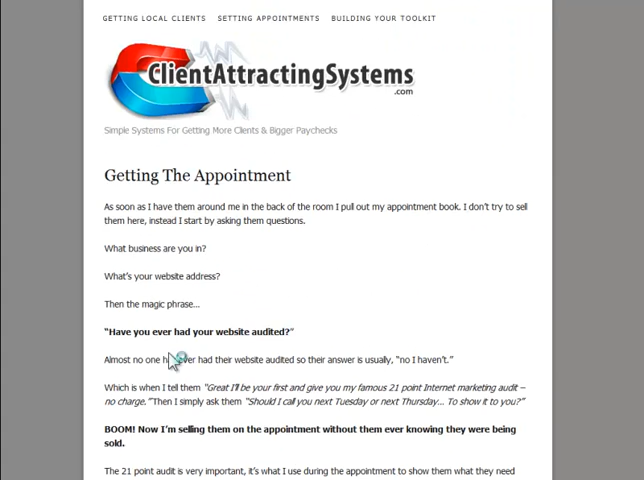 GETTING LOCAL CLIENTS SETTING APPOINTMENTS BUILDING YOUR TOOLKIT
ClientAttractingSystems
.com
Simple Systems For Getting More Clients & Bigger Paychecks
Getting The Appointment
As soon as I have them around me in the back of the room I pull out my appointment book. I don't try to sell
them here, instead I start by asking them questions.
What business are you in?
What's your website address?
Then the magic phrase...
“Have you ever had your website audited?”
Almost no one ever had their website audited so their answer is usually, “no I haven't.”
Which is when I tell them “Great I'll be your first and give you my famous 21 point Internet marketing audit –
no charge.” Then I simply ask them “Should I call you next Tuesday or next Thursday... To show it to you?”
BOOM! Now I'm selling them on the appointment without them ever knowing they were being
sold.
The 21 point audit is very important, it's what I use during the appointment to show them what they need